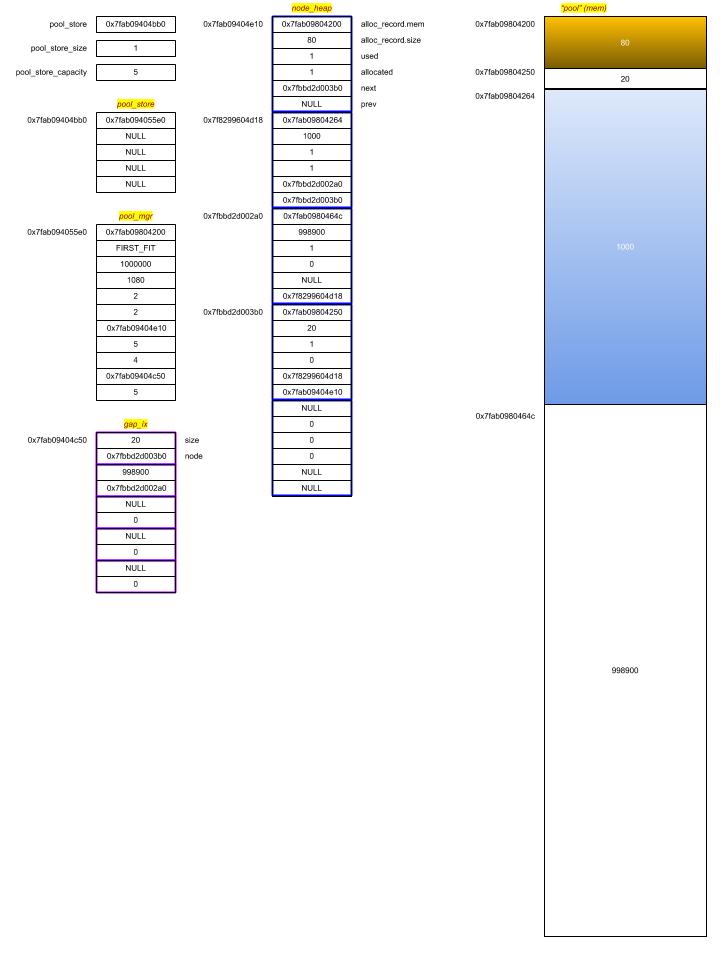 pool_store 0x7fab09404bb0
pool_store_size 1
pool_store_capacity 5
pool_store
0x7fab09404bb0 0x7fab094055e0
NULL
NULL
NULL
NULL
pool_mgr
0x7fab094055e0 0x7fab09804200
FIRST_FIT
1000000
1080
2
2
0x7fab09404e10
5
4
0x7fab09404c50
5
gap_ix
0x7fab09404c50 20 size
0x7fbbd2d003b0 node
998900
0x7fbbd2d002a0
NULL
0
NULL
0
NULL
0
node_heap
0x7fab09404e10 0x7fab09804200 alloc_record.mem
80 alloc_record.size
1 used
1 allocated
0x7fbbd2d003b0 next
NULL prev
0x7f8299604d18 0x7fab09804264
1000
1
1
0x7fbbd2d002a0
0x7fbbd2d003b0
0x7fbbd2d002a0 0x7fab0980464c
998900
1
0
NULL
0x7f8299604d18
0x7fbbd2d003b0 0x7fab09804250
20
1
0
0x7f8299604d18
0x7fab09404e10
NULL
0
0
0
NULL
NULL
"pool" (mem)
0x7fab09804200
80
0x7fab09804250
20
0x7fab09804264
1000
0x7fab0980464c
998900